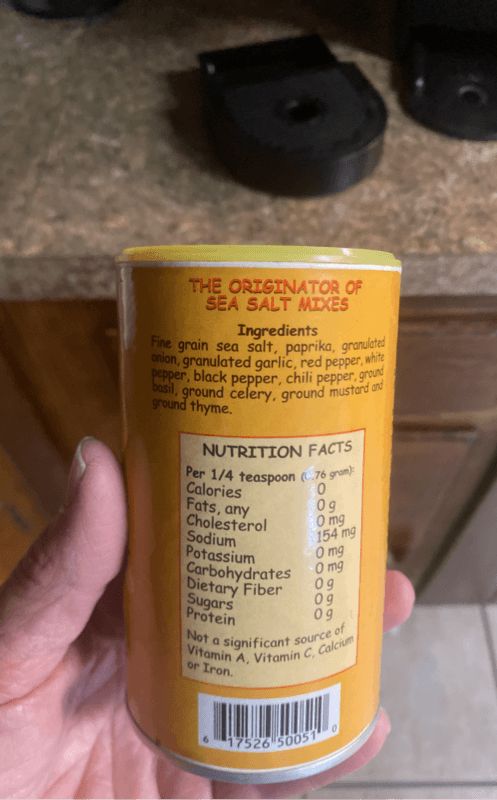 THE ORIGINATOR OF
SEA SALT MIXES
Ingredients
Fine grain sea salt, paprika, granulated
onion, granulated garlic, red pepper, white
pepper, black pepper, chili pepper, ground
basil, ground celery, ground mustard and
ground thyme.
NUTRITION FACTS
Per 1/4 teaspoon (.76 gram):
Calories 0
Fats, any 0 g
Cholesterol 0 mg
Sodium 154 mg
Potassium 0 mg
Carbohydrates 0 mg
Dietary Fiber 0 g
Sugars 0 g
Protein 0 g
Not a significant source of
Vitamin A, Vitamin C, Calcium
or Iron.
6 17526 50051 0